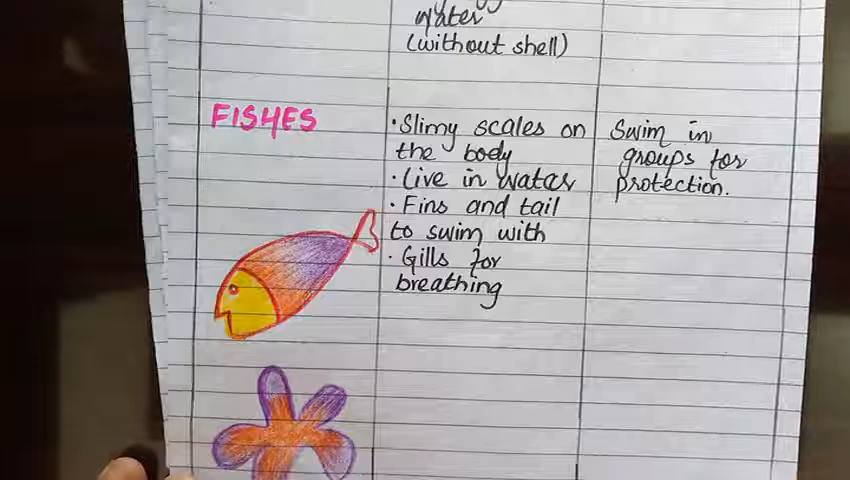 water
(without shell)
FISHES
• Slimy scales on
the body
• Live in water
• Fins and tail
to swim with
• Gills for
breathing
Swim in
groups for
protection.